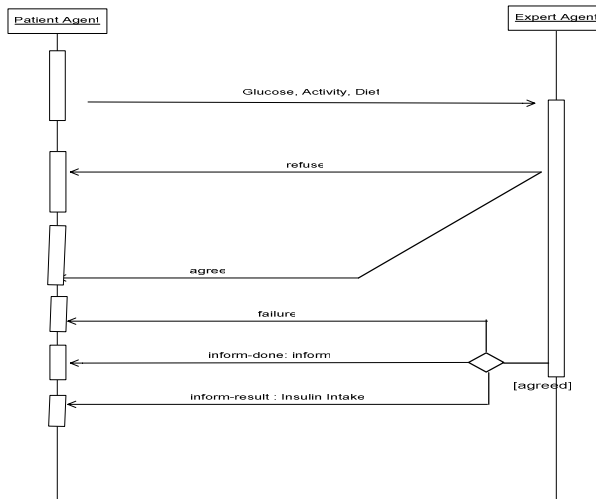 Patient Agent
Expert Agent
Glucose, Activity, Diet
refuse
agree
failure
inform-done: inform
[agreed]
inform-result : Insulin Intake